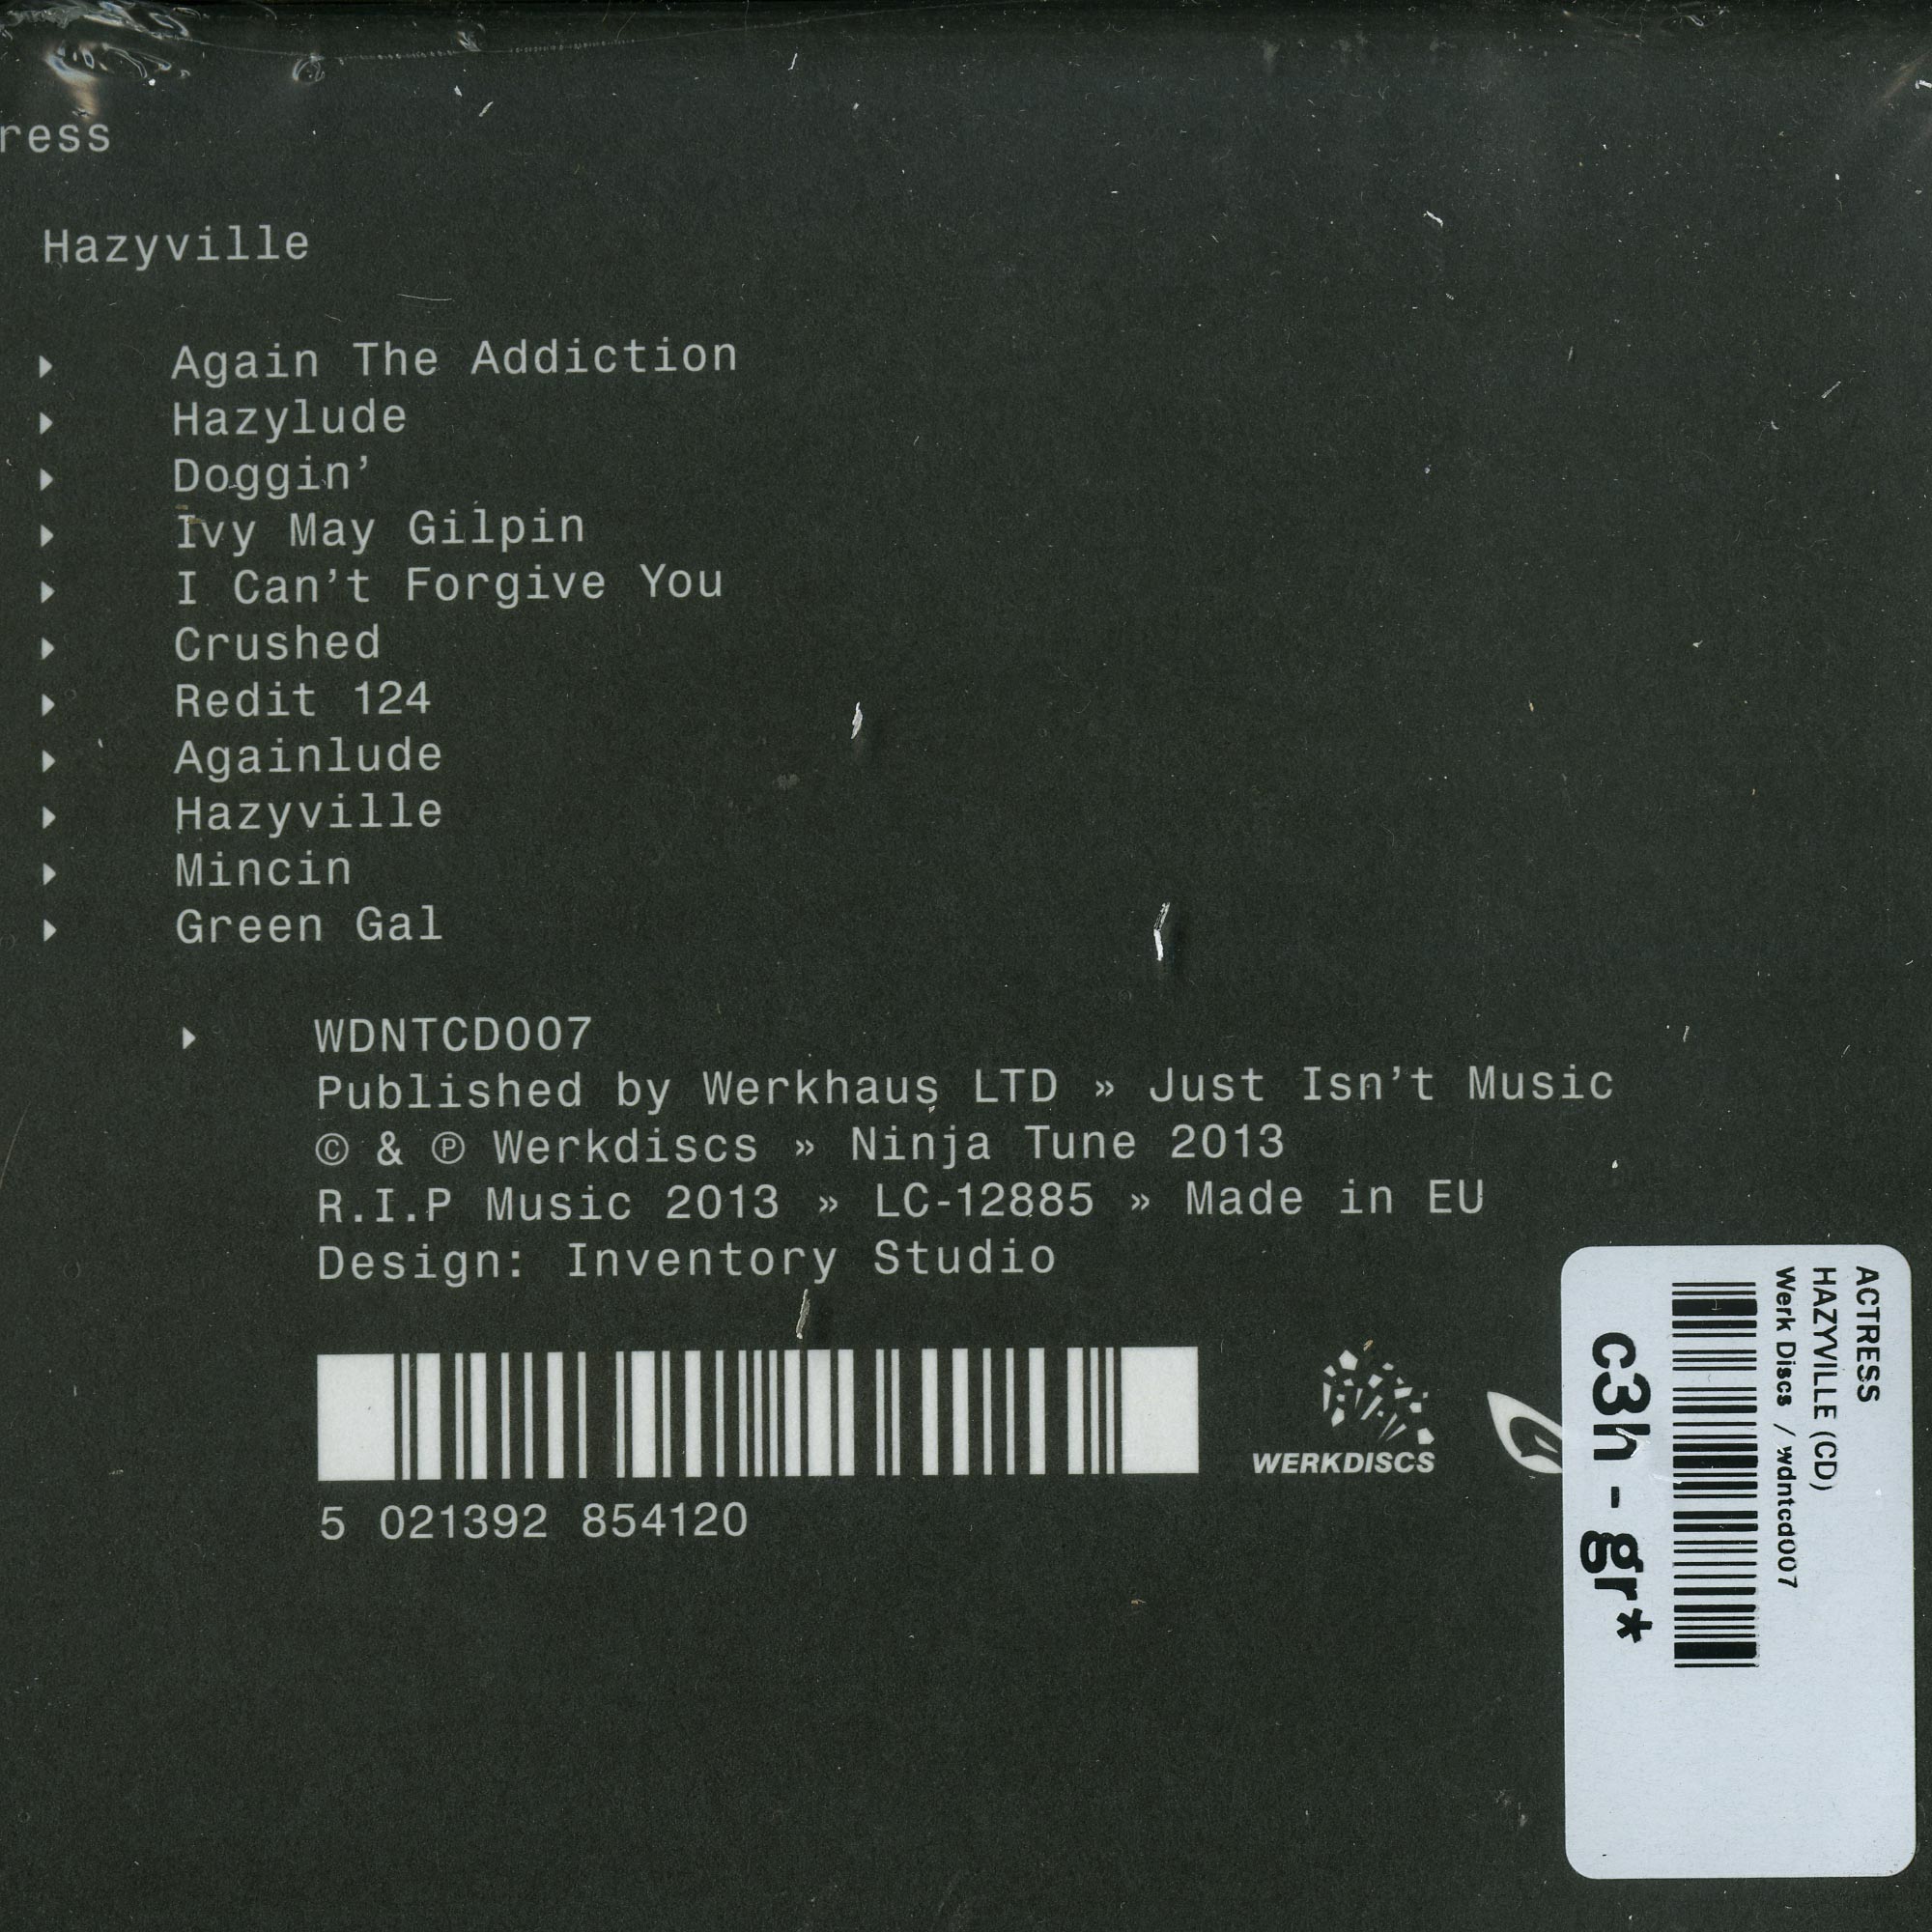 ress
Hazyville
Again The Addiction
Hazylude
Doggin’
Ivy May Gilpin
I Can’t Forgive You
Crushed
Redit 124
Againlude
Hazyville
Mincin
Green Gal
WDNTCD007
Published by Werkhaus LTD » Just Isn’t Music
© & ℗ Werkdiscs » Ninja Tune 2013
R.I.P Music 2013 » LC-12885 » Made in EU
Design: Inventory Studio
5 021392 854120
WERKDISCS
ACTRESS
HAZYVILLE (CD)
Werk Discs / wdntcd007
c3h - gr*